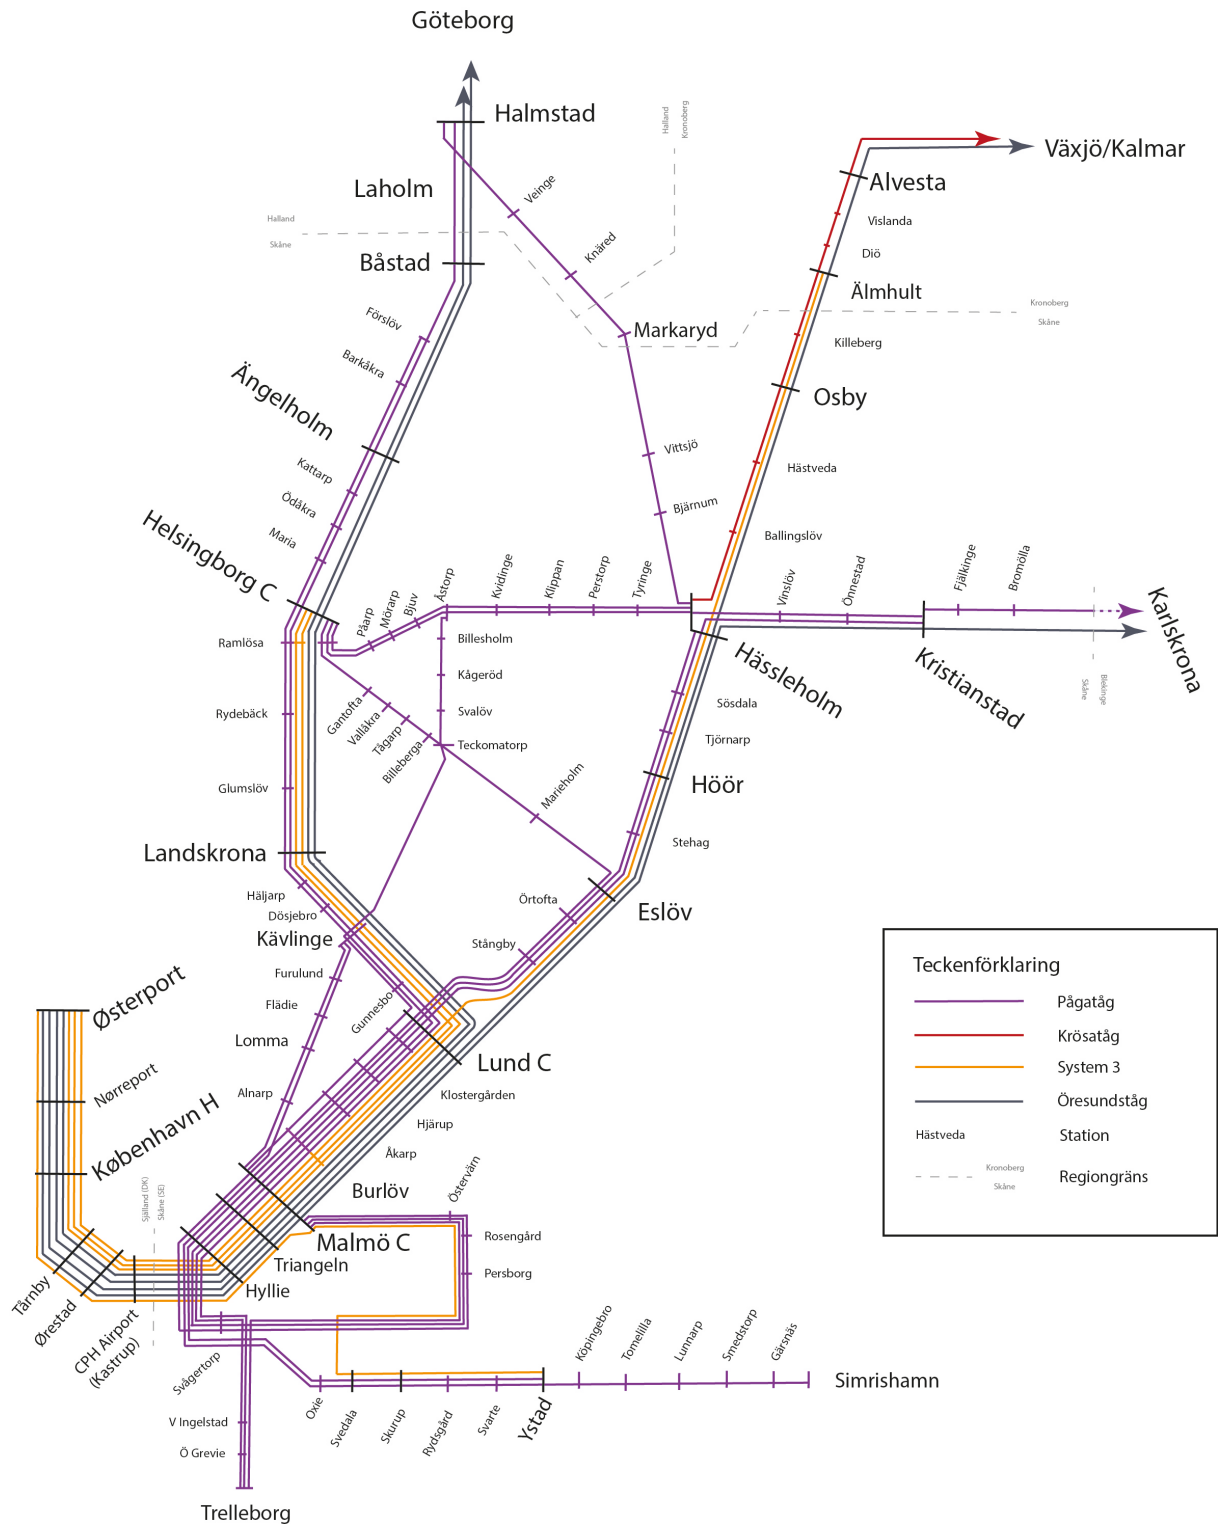 Göteborg
Halmstad
Halland
Kronoberg
Växjö/Kalmar
Laholm
Veinge
Alvesta
Halland
Skåne
Knäred
Vislanda
Båstad
Diö
Älmhult
Kronoberg
Skåne
Förslöv
Markaryd
Killeberg
Barkåkra
Ängelholm
Osby
Vittsjö
Kattarp
Hästveda
Ödåkra
Bjärnum
Maria
Ballingslöv
Helsingborg C
Påarp
Mörarp
Bjuv
Åstorp
Kvidinge
Klippan
Perstorp
Tyringe
Vinslöv
Önnestad
Fjälkinge
Bromölla
Karlskrona
Ramlösa
Billesholm
Kågeröd
Hässleholm
Kristianstad
Skåne
Blekinge
Gantofta
Vallåkra
Tågarp
Billeberga
Rydebäck
Svalöv
Sösdala
Teckomatorp
Tjörnarp
Glumslöv
Marieholm
Höör
Landskrona
Stehag
Häljarp
Dösjebro
Örtofta
Eslöv
Kävlinge
Stångby
Furulund
Gunnesbo
Flädie
Lomma
Lund C
Alnarp
Klostergården
Hjärup
Åkarp
Burlöv
Østerport
Nørreport
København H
Sjælland (DK)
Skåne (SE)
Östervärn
Malmö C
Rosengård
Triangeln
Persborg
Hyllie
Tårnby
Ørestad
CPH Airport
(Kastrup)
Svågertorp
Köpingebro
Tomelilla
Lunnarp
Smedstorp
Gärsnäs
Simrishamn
Oxie
Svedala
Skurup
Rydsgård
Svarte
Ystad
V Ingelstad
Ö Grevie
Trelleborg
Teckenförklaring
Pågatåg
Krösatåg
System 3
Öresundståg
Hästveda
Station
Kronoberg
Skåne
Regiongräns